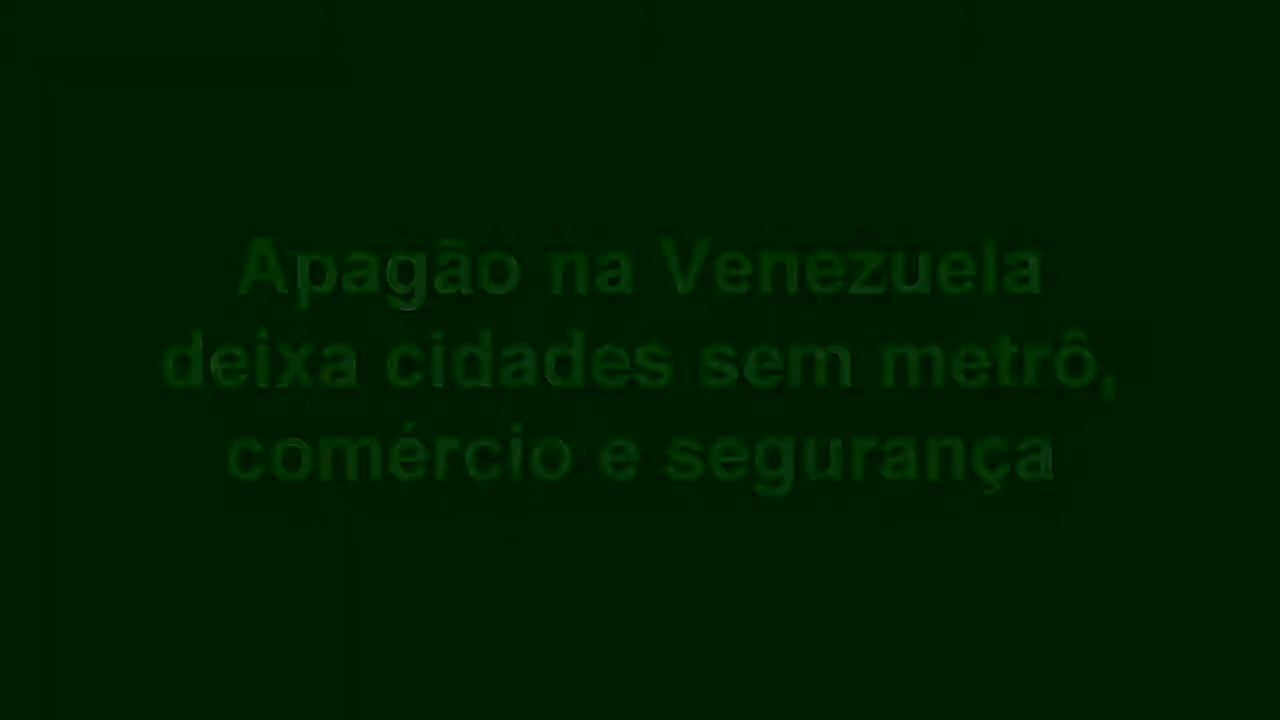 Apagão na Venezuela
deixa cidades sem metrô,
comércio e segurança